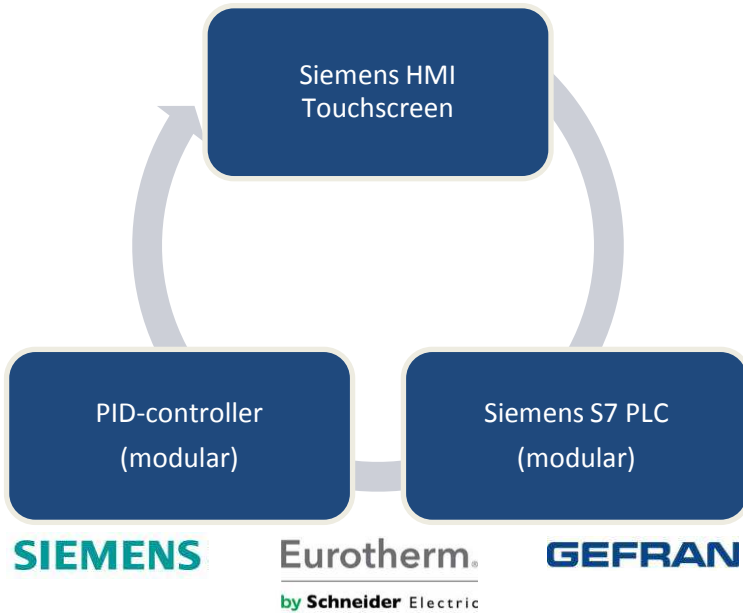 Siemens HMI
Touchscreen
PID-controller
(modular)
Siemens S7 PLC
(modular)
SIEMENS
Eurotherm®
by Schneider Electric
GEFRAN